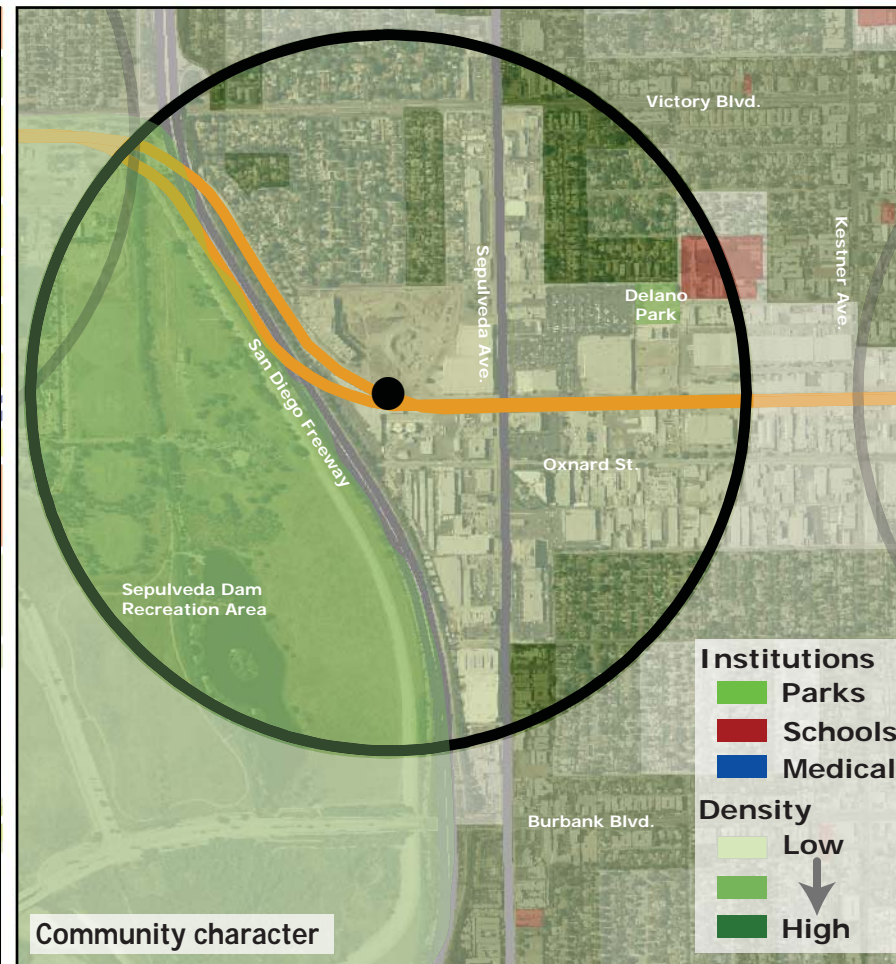 Victory Blvd.
Kestner Ave.
Sepulveda Ave.
Delano
Park
San Diego Freeway
Oxnard St.
Sepulveda Dam
Recreation Area
Institutions
Parks
Schools
Medical
Burbank Blvd.
Density
Low
High
Community character